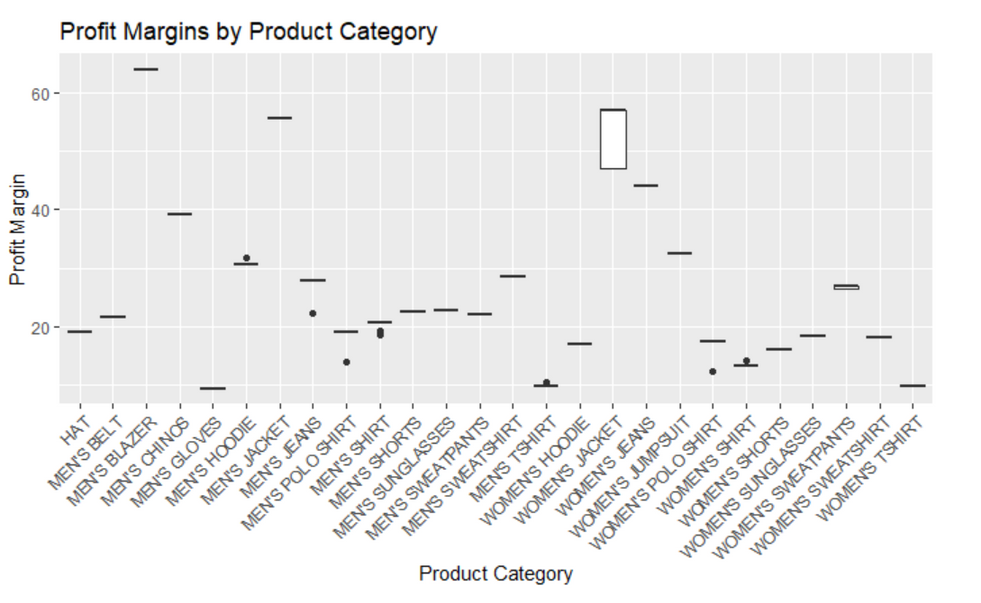 Profit Margins by Product Category
Profit Margin
60
40
20
HAT
MEN'S BELT
MEN'S BLAZER
MEN'S CHINOS
MEN'S GLOVES
MEN'S HOODIE
MEN'S JACKET
MEN'S JEANS
MEN'S POLO SHIRT
MEN'S SHIRT
MEN'S SHORTS
MEN'S SUNGLASSES
MEN'S SWEATPANTS
MEN'S SWEATSHIRT
MEN'S TSHIRT
WOMEN'S HOODIE
WOMEN'S JACKET
WOMEN'S JEANS
WOMEN'S JUMPSUIT
WOMEN'S POLO SHIRT
WOMEN'S SHIRT
WOMEN'S SHORTS
WOMEN'S SUNGLASSES
WOMEN'S SWEATPANTS
WOMEN'S SWEATSHIRT
WOMEN'S TSHIRT
Product Category